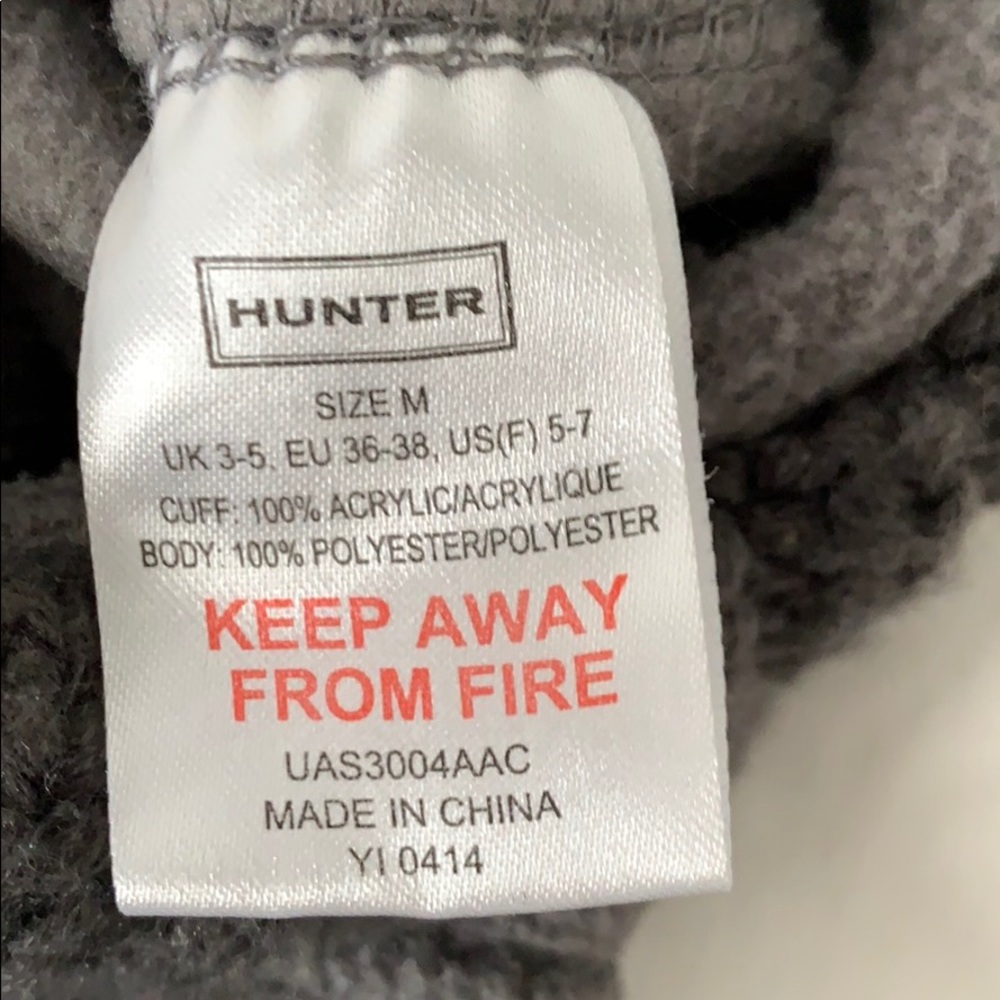 HUNTER
SIZE M
UK 3-5, EU 36-38, US(F) 5-7
CUFF: 100% ACRYLIC/ACRYLIQUE
BODY: 100% POLYESTER/POLYESTER
KEEP AWAY
FROM FIRE
UAS3004AAC
MADE IN CHINA
YI 0414